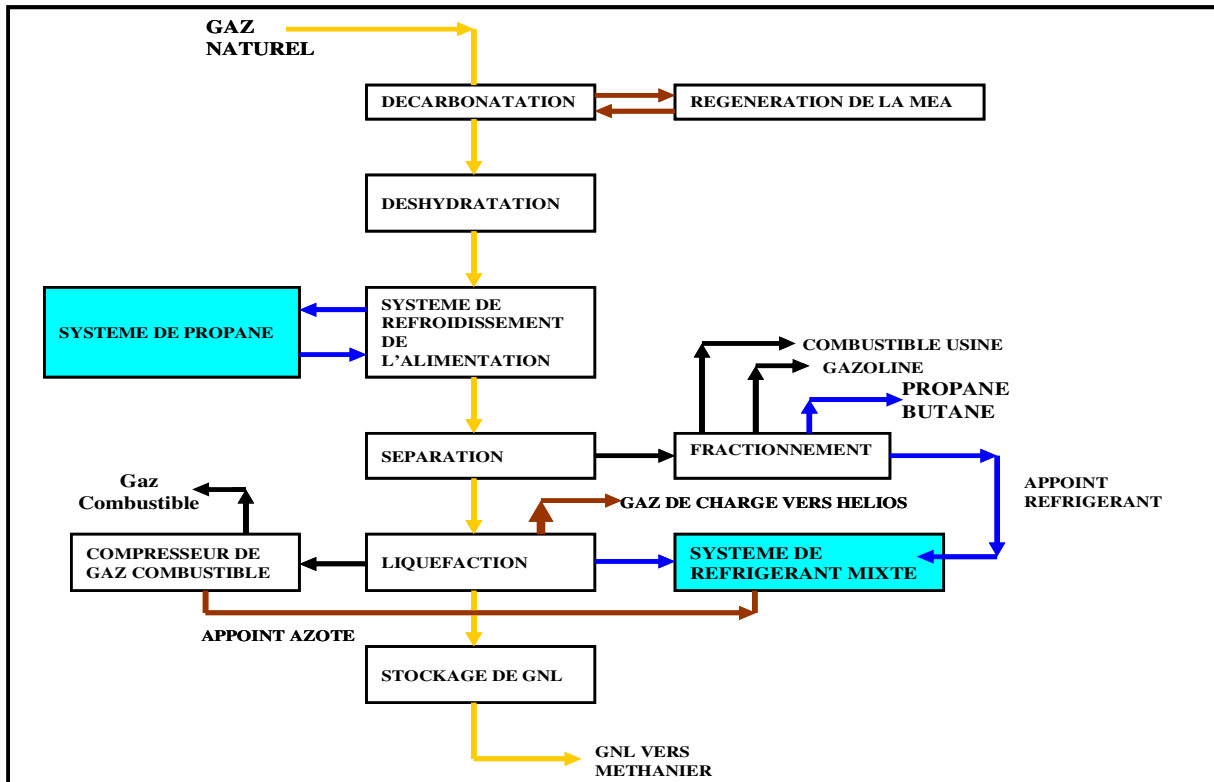 GAZ
NATUREL
DECARBONATATION
REGENERATION DE LA MEA
DESHYDRATATION
SYSTEME DE PROPANE
SYSTEME DE
REFROIDISSEMENT
DE
L’ALIMENTATION
COMBUSTIBLE USINE
GAZOLINE
PROPANE
BUTANE
SEPARATION
FRACTIONNEMENT
Gaz
Combustible
GAZ DE CHARGE VERS HELIOS
APPOINT
REFRIGERANT
COMPRESSEUR DE
GAZ COMBUSTIBLE
LIQUEFACTION
SYSTEME DE
REFRIGERANT MIXTE
APPOINT AZOTE
STOCKAGE DE GNL
GNL VERS
METHANIER